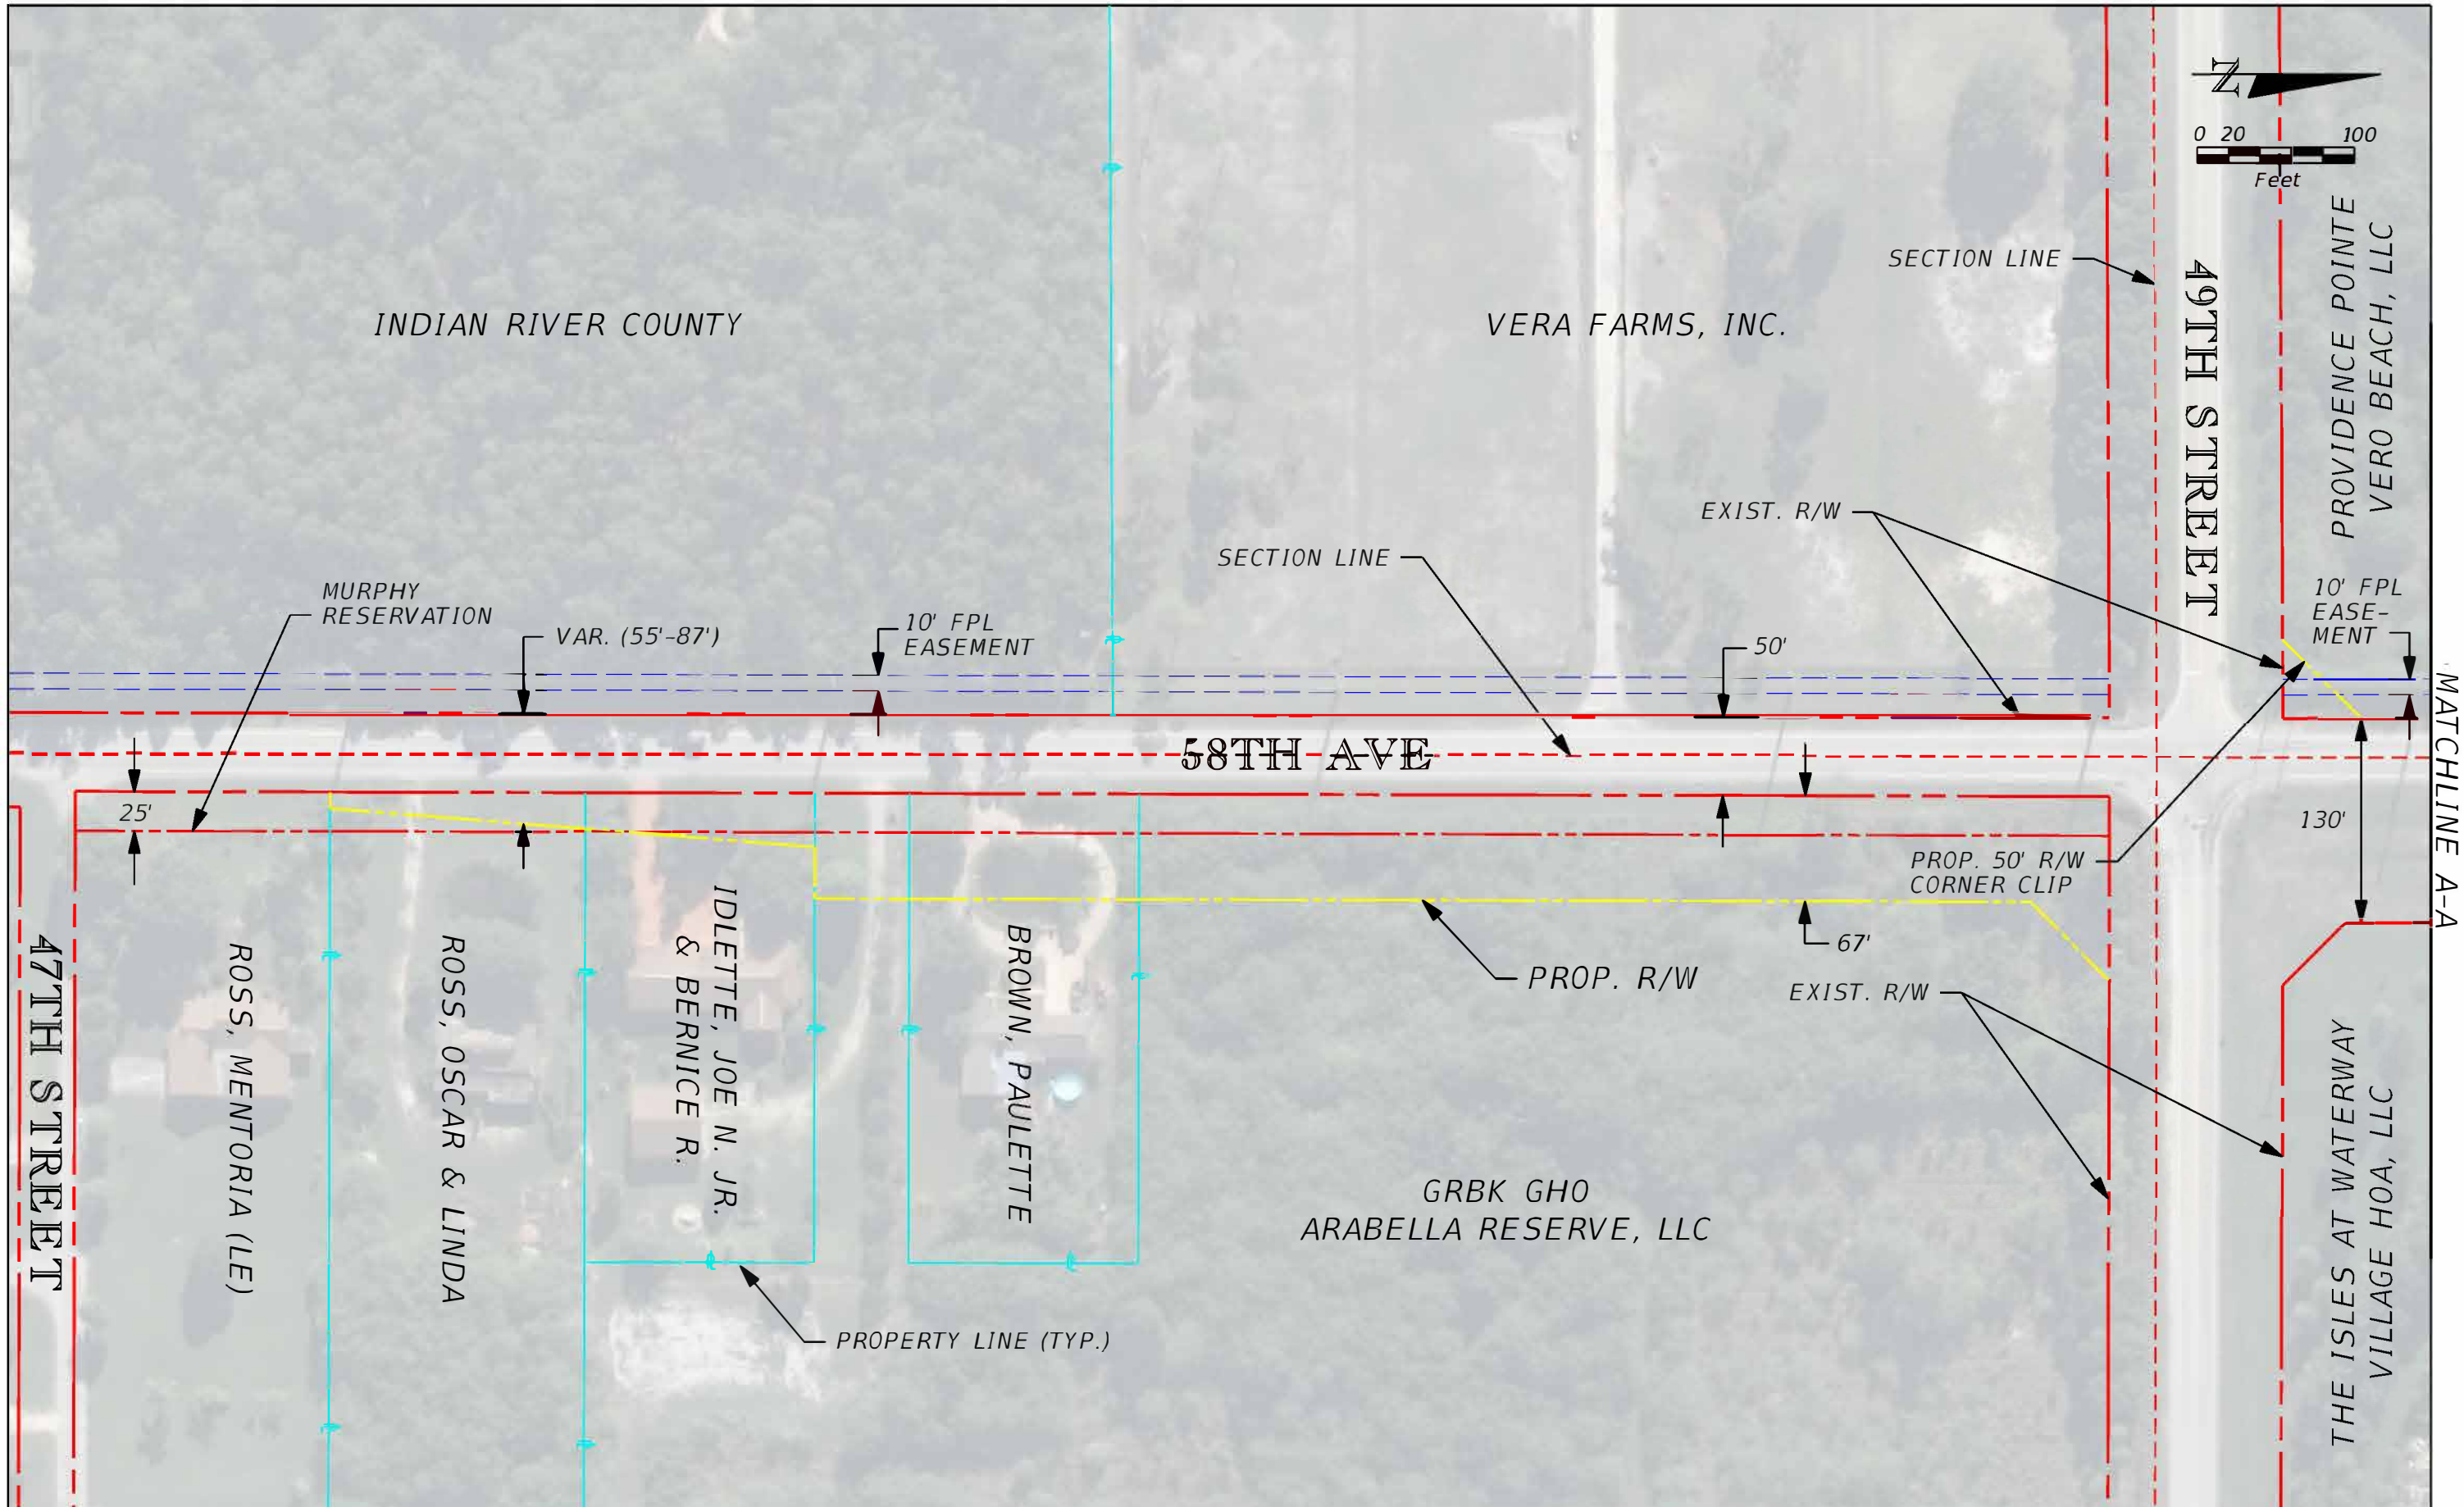 N
0 20 100
Feet
INDIAN RIVER COUNTY
VERA FARMS, INC.
SECTION LINE
49TH STREET
PROVIDENCE POINTE
VERO BEACH, LLC
EXIST. R/W
SECTION LINE
MURPHY
RESERVATION
VAR. (55'-87')
10' FPL
EASEMENT
50'
10' FPL
EASE-
MENT
MATCHLINE A-A
58TH AVE
25'
130'
PROP. 50' R/W
CORNER CLIP
67'
PROP. R/W
EXIST. R/W
47TH STREET
ROSS, MENTORIA (LE)
ROSS, OSCAR & LINDA
IDLETTE, JOE N. JR.
& BERNICE R.
BROWN, PAULETTE
GRBK GHO
ARABELLA RESERVE, LLC
THE ISLES AT WATERWAY
VILLAGE HOA, LLC
PROPERTY LINE (TYP.)